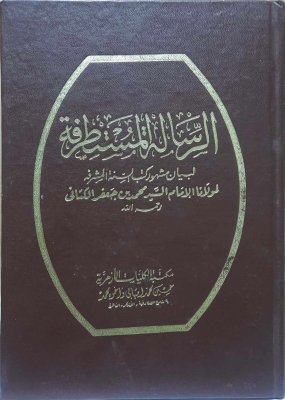 الرسالة المستطرفة
لبيان مشهور كتب السنة المشرفة
لمولانا الإمام السيد محمد بن جعفر الكتاني
رحمه الله
مكتبة الكليات الأزهرية